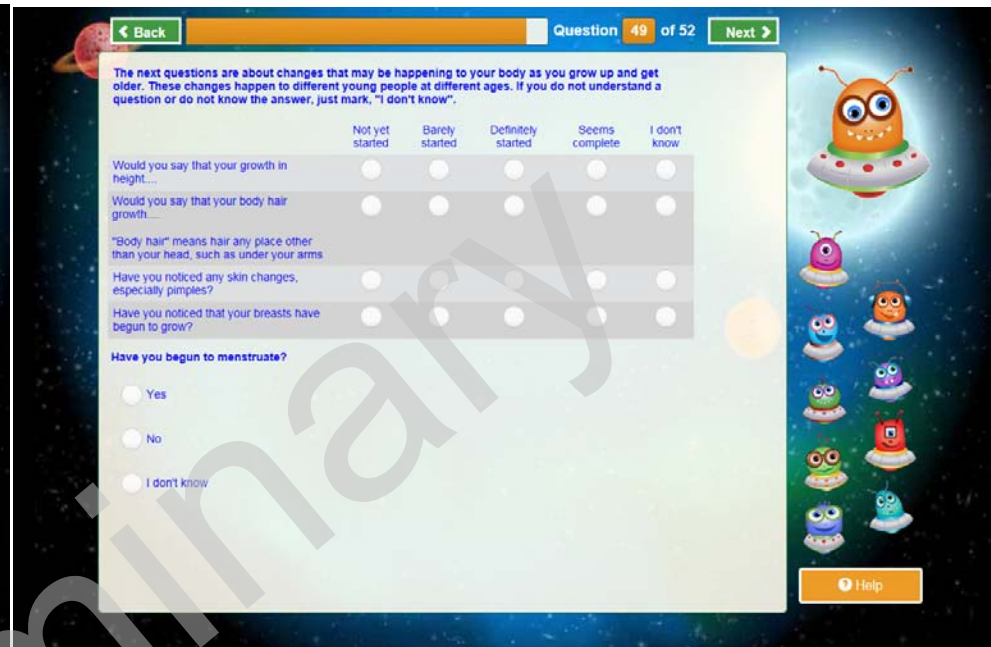 Back Question 49 of 52 Next
The next questions are about changes that may be happening to your body as you grow up and get
older. These changes happen to different young people at different ages. If you do not understand a
question or do not know the answer, just mark, "I don't know".
Not yet started Barely started Definitely started Seems complete I don't know
Would you say that your growth in
height....
Would you say that your body hair
growth....
"Body hair" means hair any place other
than your head, such as under your arms
Have you noticed any skin changes,
especially pimples?
Have you noticed that your breasts have
begun to grow?
Have you begun to menstruate?
Yes
No
I don't know
Help
minary